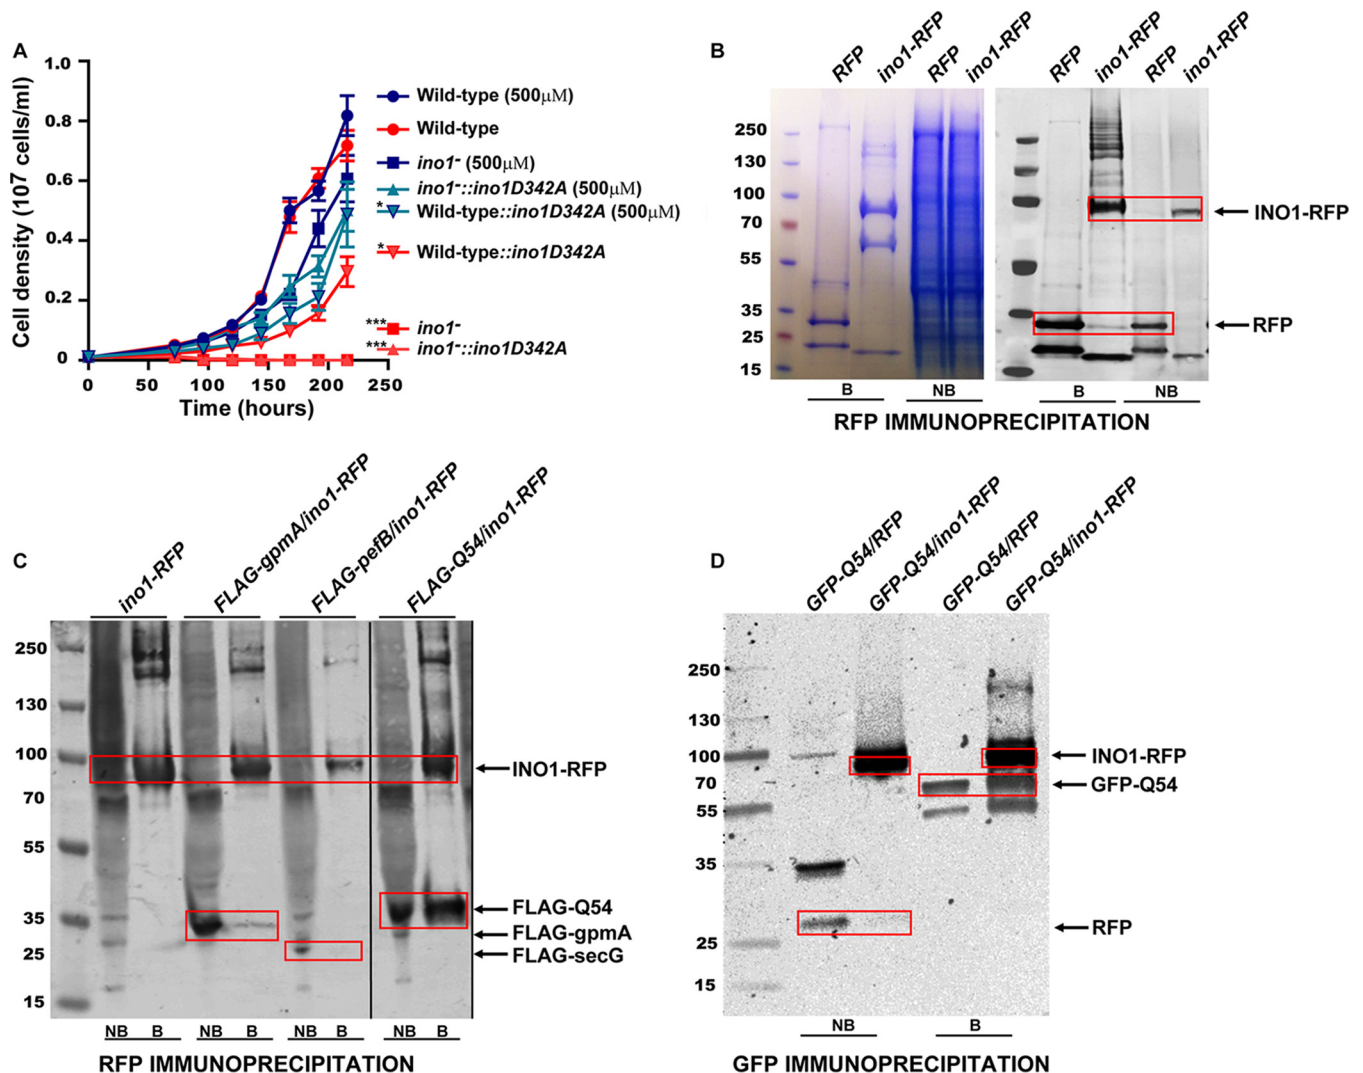 A
Cell density (107 cells/ml)
1.0
0.8
0.6
0.4
0.2
0
0 50 100 150 200 250
Time (hours)
Wild-type (500µM)
Wild-type
ino1- (500µM)
ino1-::ino1D342A (500µM)
* Wild-type::ino1D342A (500µM)
* Wild-type::ino1D342A
*** ino1-
*** ino1-::ino1D342A
B
RFP ino1-RFP RFP ino1-RFP
RFP ino1-RFP RFP ino1-RFP
250
130
100
70
55
35
25
15
INO1-RFP
RFP
B NB B NB
RFP IMMUNOPRECIPITATION
C
ino1-RFP
FLAG-gpmA/ino1-RFP
FLAG-pefB/ino1-RFP
FLAG-Q54/ino1-RFP
250
130
100
70
55
35
25
15
INO1-RFP
FLAG-Q54
FLAG-gpmA
FLAG-secG
NB B NB B NB B NB B
RFP IMMUNOPRECIPITATION
D
GFP-Q54/RFP
GFP-Q54/ino1-RFP
GFP-Q54/RFP
GFP-Q54/ino1-RFP
250
130
100
70
55
35
25
15
INO1-RFP
GFP-Q54
RFP
NB B
GFP IMMUNOPRECIPITATION